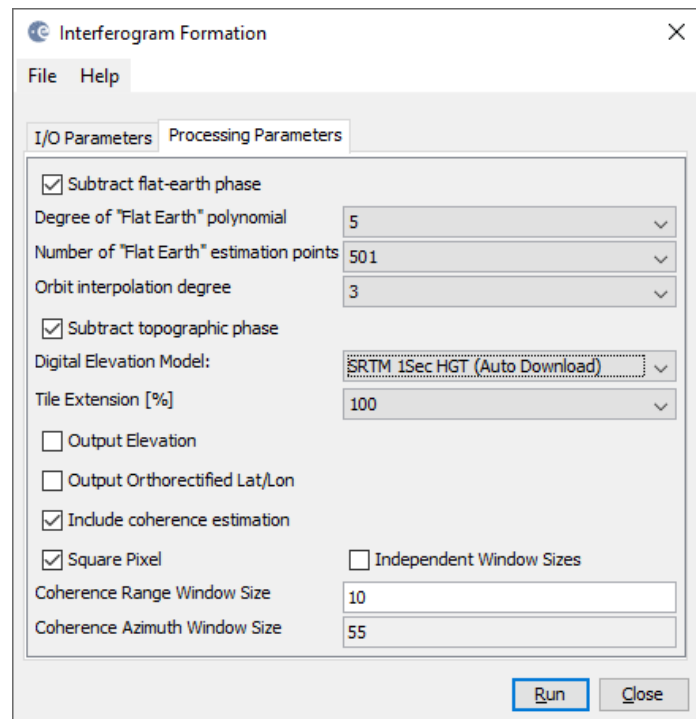 Interferogram Formation
File Help
I/O Parameters Processing Parameters
Subtract flat-earth phase
Degree of "Flat Earth" polynomial 5
Number of "Flat Earth" estimation points 501
Orbit interpolation degree 3
Subtract topographic phase
Digital Elevation Model: SRTM 1Sec HGT (Auto Download)
Tile Extension [%] 100
Output Elevation
Output Orthorectified Lat/Lon
Include coherence estimation
Square Pixel Independent Window Sizes
Coherence Range Window Size 10
Coherence Azimuth Window Size 55
Run Close